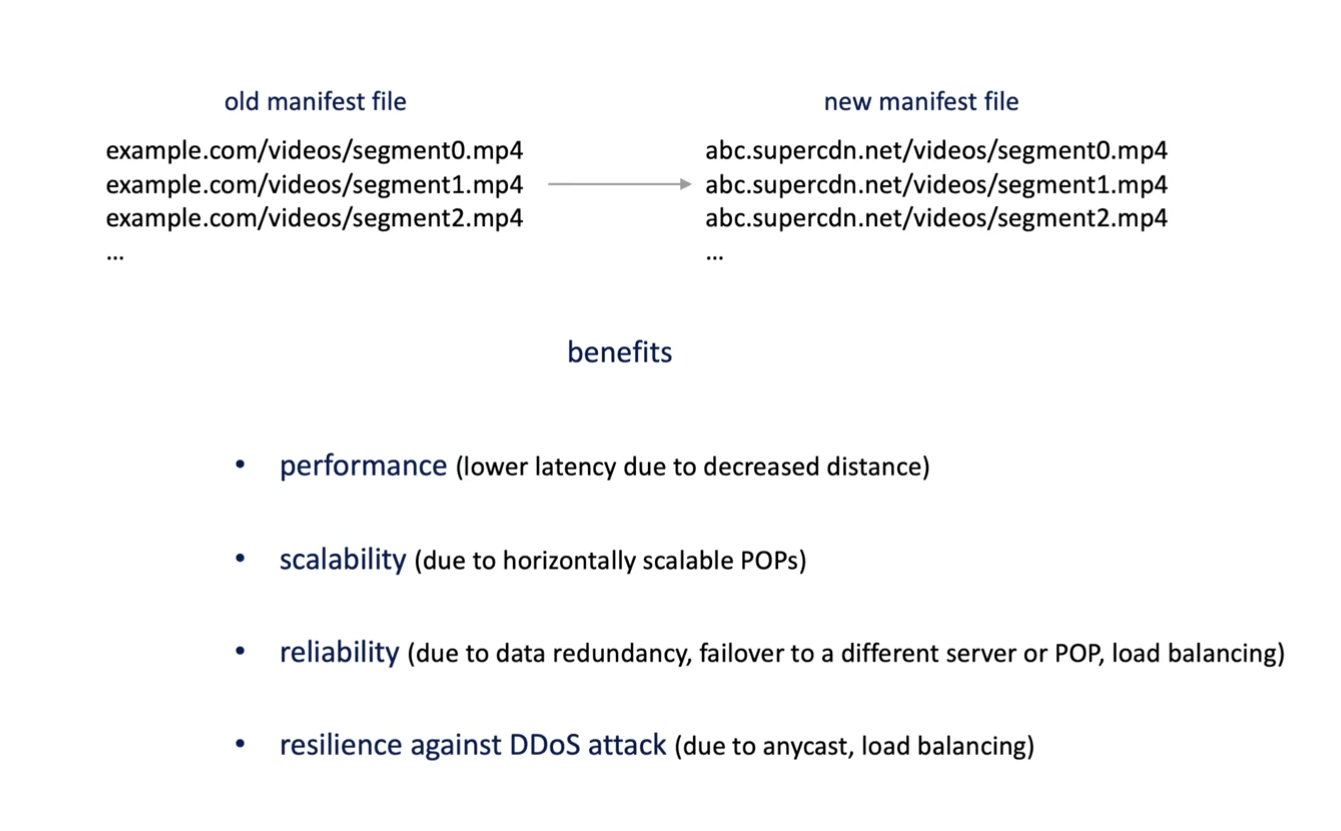 old manifest file
example.com/videos/segment0.mp4
example.com/videos/segment1.mp4
example.com/videos/segment2.mp4
...
new manifest file
abc.supercdn.net/videos/segment0.mp4
abc.supercdn.net/videos/segment1.mp4
abc.supercdn.net/videos/segment2.mp4
...
benefits
• performance (lower latency due to decreased distance)
• scalability (due to horizontally scalable POPs)
• reliability (due to data redundancy, failover to a different server or POP, load balancing)
• resilience against DDoS attack (due to anycast, load balancing)